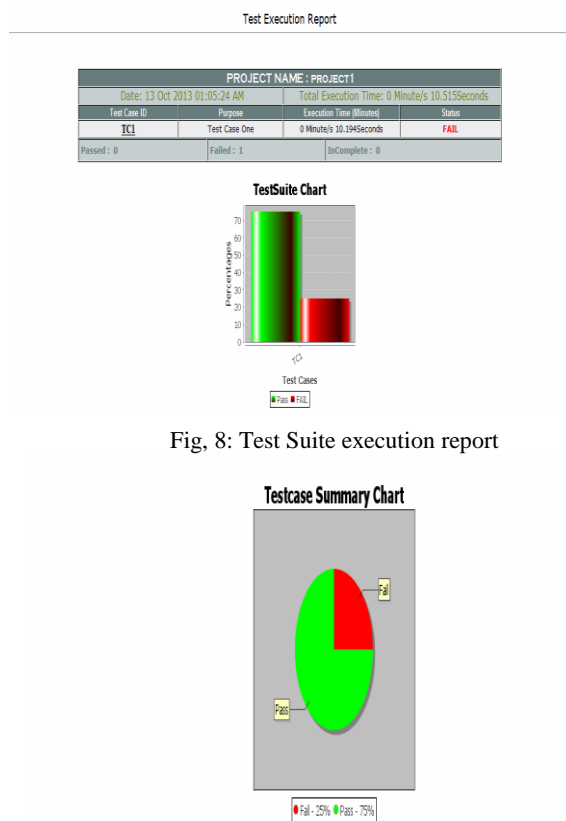 Test Execution Report
PROJECT NAME : PROJECT1
Date: 13 Oct 2013 01:05:24 AM Total Execution Time: 0 Minute/s 10.515Seconds
Test Case ID Purpose Execution Time (Minutes) Status
TC1 Test Case One 0 Minute/s 10.194Seconds FAIL
Passed : 0 Failed : 1 InComplete : 0
TestSuite Chart
Percentages
70
60
50
40
30
20
10
0
TC1
Test Cases
Pass FAIL
Fig, 8: Test Suite execution report
Testcase Summary Chart
Fail
Pass
Fail - 25% Pass - 75%